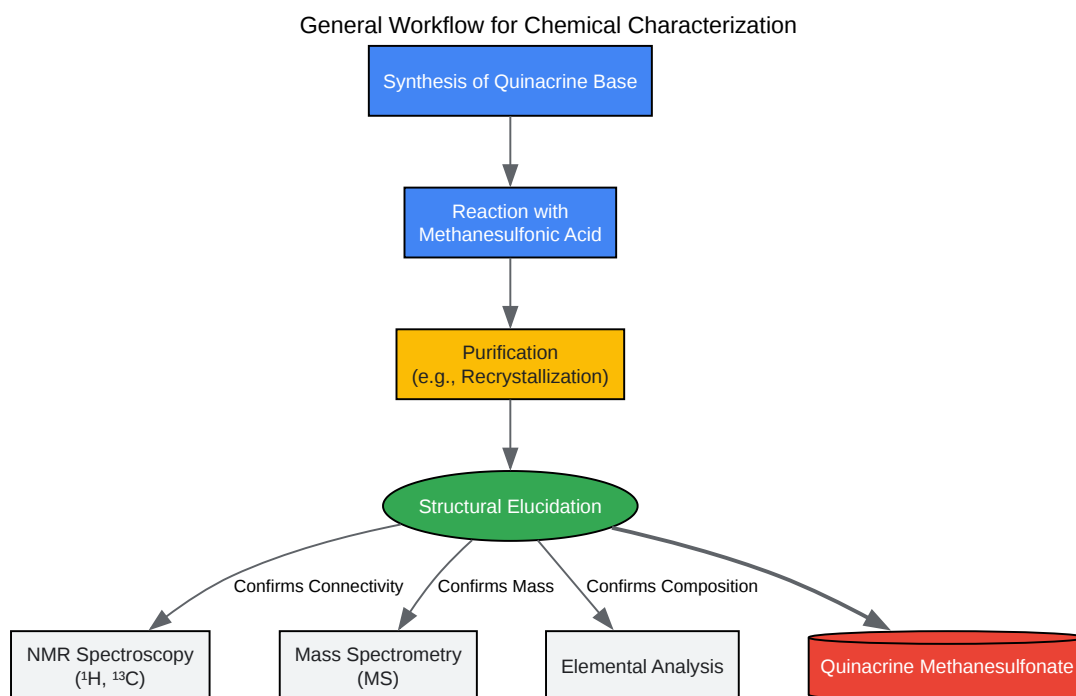 General Workflow for Chemical Characterization
Synthesis of Quinacrine Base
Reaction with
Methanesulfonic Acid
Purification
(e.g., Recrystallization)
Structural Elucidation
Confirms Connectivity
Confirms Mass
Confirms Composition
NMR Spectroscopy
(¹H, ¹³C)
Mass Spectrometry
(MS)
Elemental Analysis
Quinacrine Methanesulfonate